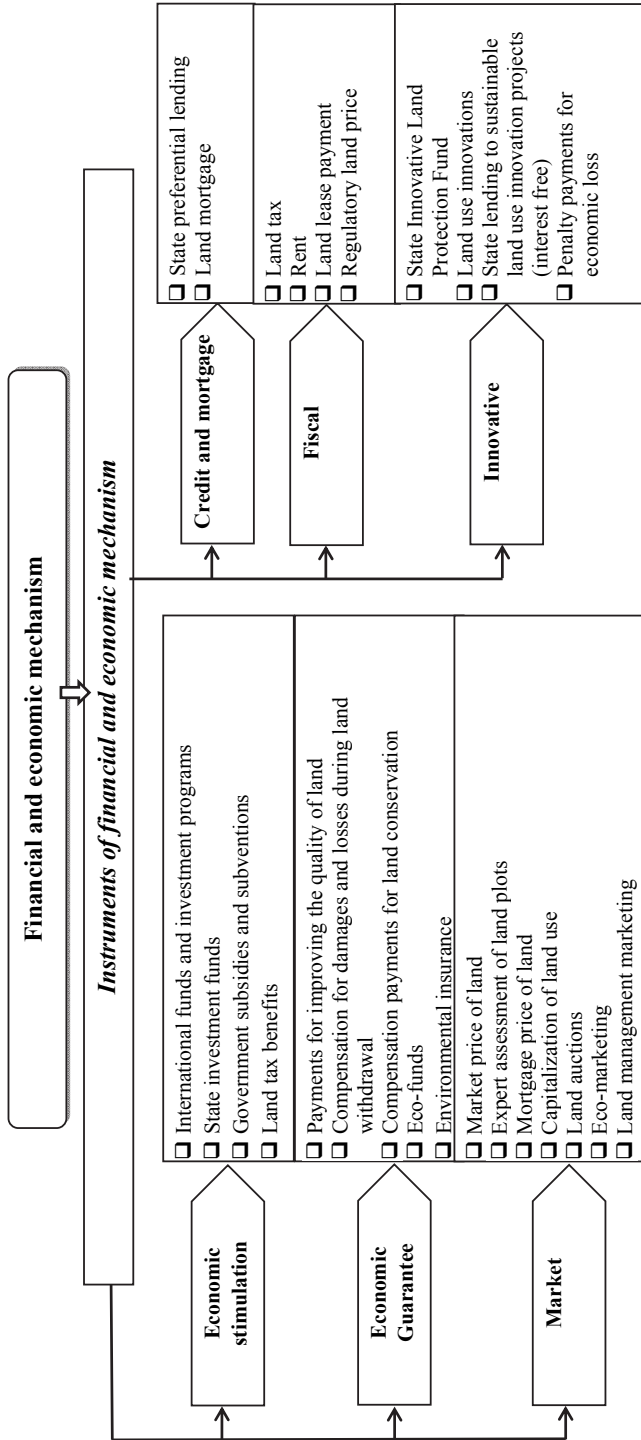 Financial and economic mechanism
Instruments of financial and economic mechanism
Economic
stimulation
❑ International funds and investment programs
❑ State investment funds
❑ Government subsidies and subventions
❑ Land tax benefits
Economic
Guarantee
❑ Payments for improving the quality of land
❑ Compensation for damages and losses during land
withdrawal
❑ Compensation payments for land conservation
❑ Eco-funds
❑ Environmental insurance
Market
❑ Market price of land
❑ Expert assessment of land plots
❑ Mortgage price of land
❑ Capitalization of land use
❑ Land auctions
❑ Eco-marketing
❑ Land management marketing
Credit and mortgage
❑ State preferential lending
❑ Land mortgage
Fiscal
❑ Land tax
❑ Rent
❑ Land lease payment
❑ Regulatory land price
Innovative
❑ State Innovative Land
Protection Fund
❑ Land use innovations
❑ State lending to sustainable
land use innovation projects
(interest free)
❑ Penalty payments for
economic loss